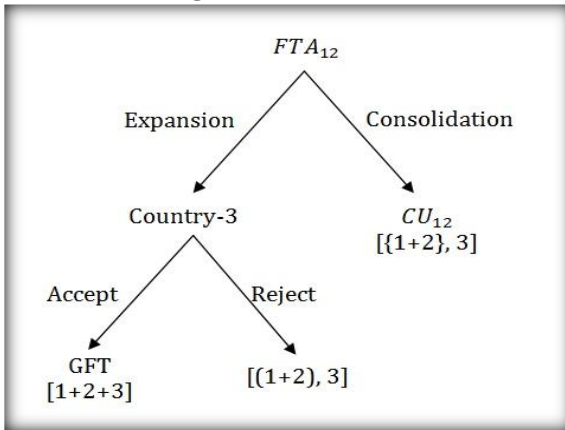 FTA₁₂
Expansion
Consolidation
Country-3
CU₁₂
[{1+2}, 3]
Accept
Reject
GFT
[1+2+3]
[(1+2), 3]